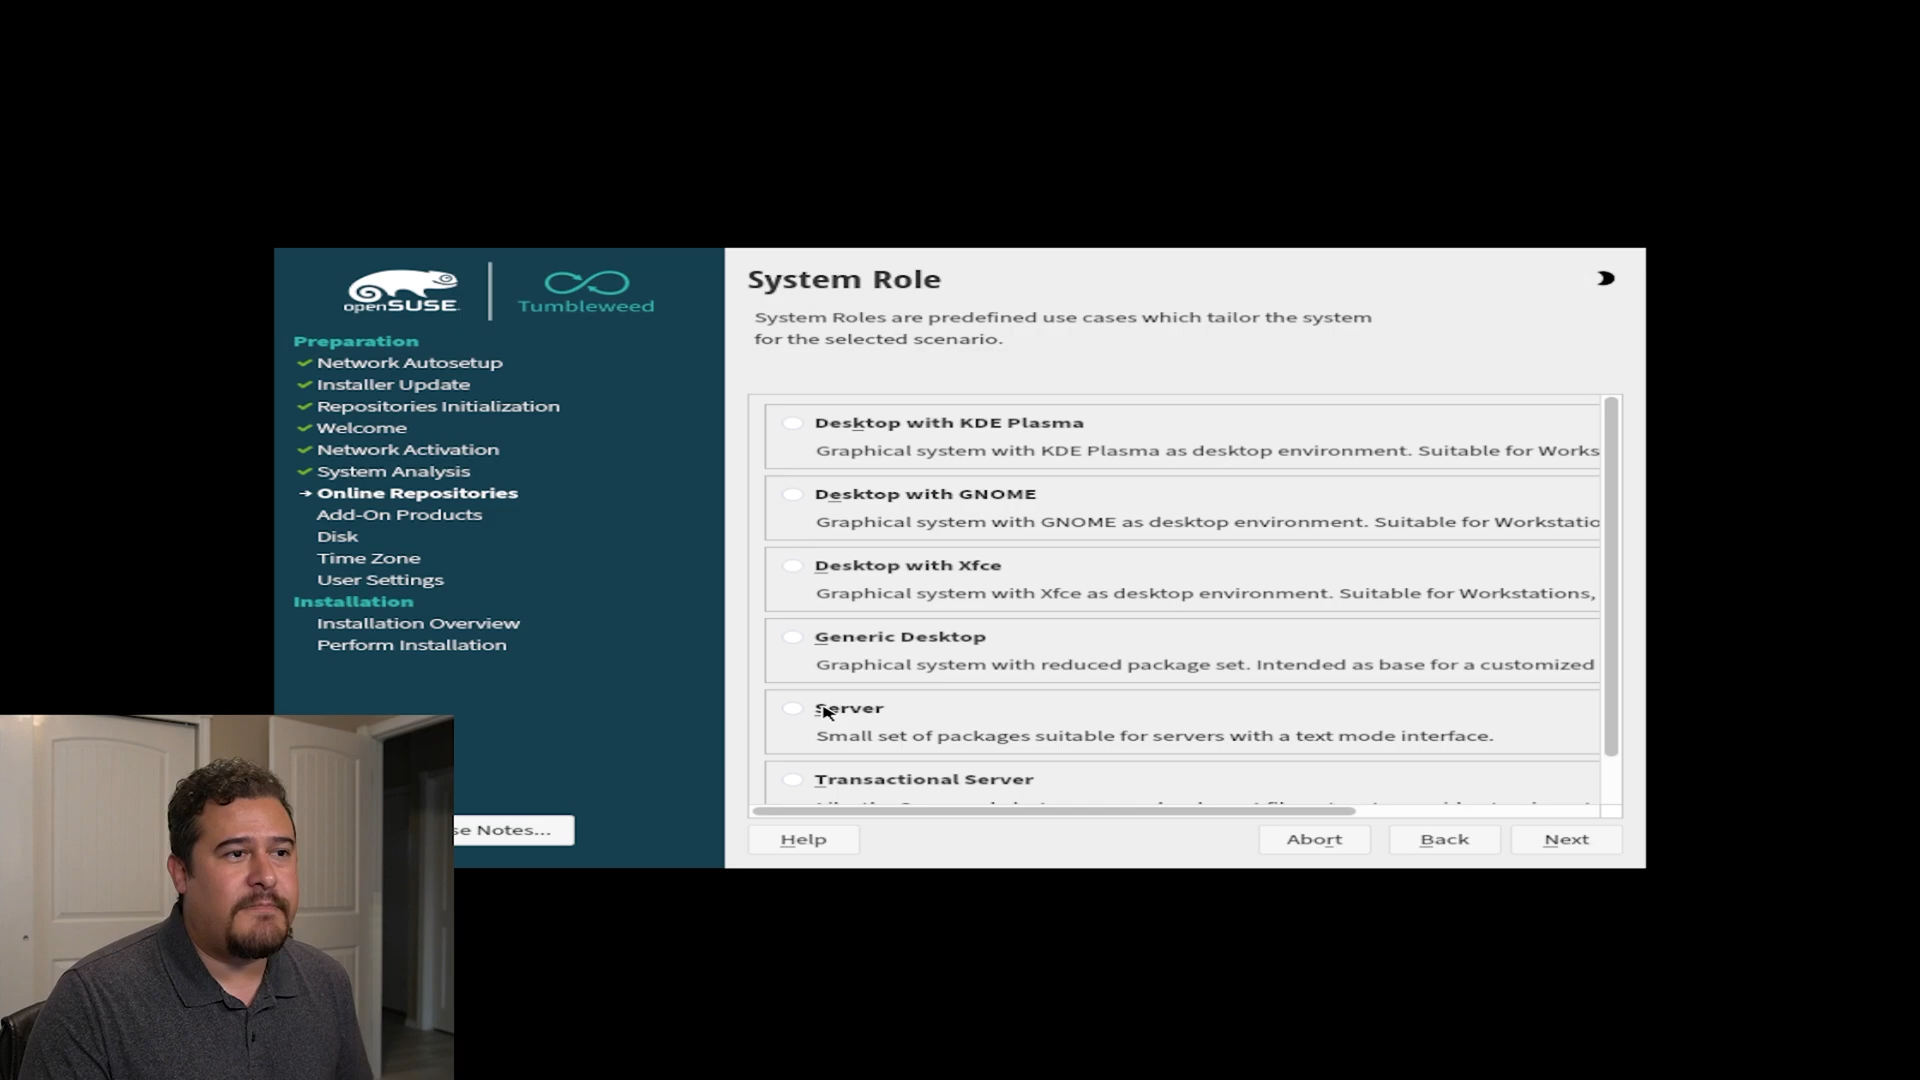 openSUSE
Tumbleweed
Preparation
Network Autosetup
Installer Update
Repositories Initialization
Welcome
Network Activation
System Analysis
Online Repositories
Add-On Products
Disk
Time Zone
User Settings
Installation
Installation Overview
Perform Installation
se Notes...
System Role
System Roles are predefined use cases which tailor the system
for the selected scenario.
Desktop with KDE Plasma
Graphical system with KDE Plasma as desktop environment. Suitable for Works
Desktop with GNOME
Graphical system with GNOME as desktop environment. Suitable for Workstatio
Desktop with Xfce
Graphical system with Xfce as desktop environment. Suitable for Workstations,
Generic Desktop
Graphical system with reduced package set. Intended as base for a customized
Server
Small set of packages suitable for servers with a text mode interface.
Transactional Server
Help
Abort
Back
Next